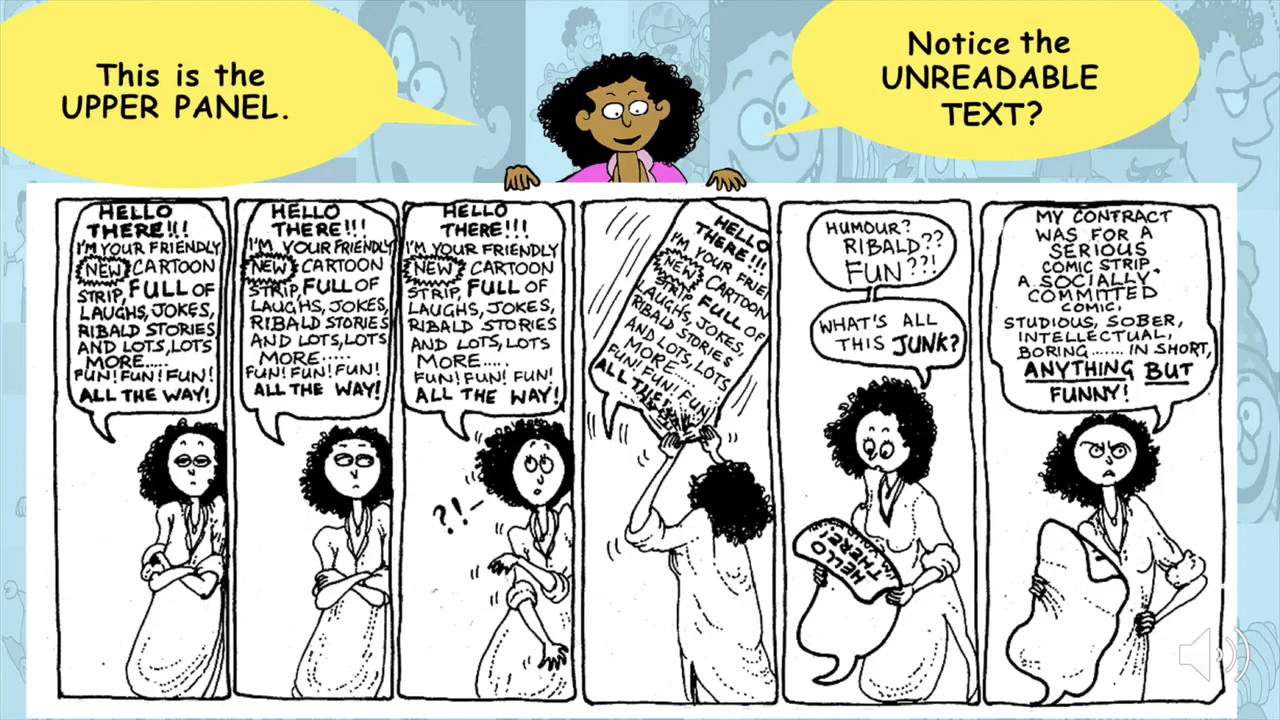 This is the
UPPER PANEL.
Notice the
UNREADABLE
TEXT?
HELLO
THERE!!!
I'M YOUR FRIENDLY
NEW CARTOON
STRIP, FULL OF
LAUGHS, JOKES,
RIBALD STORIES
AND LOTS, LOTS
MORE.....
FUN! FUN! FUN!
ALL THE WAY!
HELLO
THERE!!!
I'M YOUR FRIENDLY
NEW CARTOON
STRIP, FULL OF
LAUGHS, JOKES,
RIBALD STORIES
AND LOTS, LOTS
MORE.....
FUN! FUN! FUN!
ALL THE WAY!
HELLO
THERE!!!
I'M YOUR FRIENDLY
NEW CARTOON
STRIP, FULL OF
LAUGHS, JOKES,
RIBALD STORIES
AND LOTS, LOTS
MORE.....
FUN! FUN! FUN!
ALL THE WAY!
?!
HELLO
THERE!!!
I'M YOUR FRIEN
NEW CARTOON
STRIP FULL OF
LAUGHS, JOKES
RIBALD STORIES
AND LOTS, LOTS
MORE....
FUN! FUN! FUN
ALL THE
HUMOUR?
RIBALD??
FUN??!
WHAT'S ALL
THIS JUNK?
HELLO
THERE!
MY CONTRACT
WAS FOR A
SERIOUS
COMIC STRIP.
A SOCIALLY
COMMITTED
COMIC.
STUDIOUS, SOBER,
INTELLECTUAL,
BORING....... IN SHORT,
ANYTHING BUT
FUNNY!